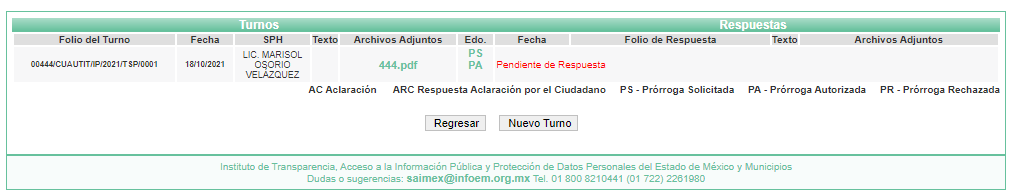 Turnos Respuestas
Folio del Turno Fecha SPH Texto Archivos Adjuntos Edo. Fecha Folio de Respuesta Texto Archivos Adjuntos
00444/CUAUTIT/IP/2021/TSP/0001 18/10/2021 LIC. MARISOL OSORIO VELÁZQUEZ 444.pdf PS PA Pendiente de Respuesta
AC Aclaración ARC Respuesta Aclaración por el Ciudadano PS - Prórroga Solicitada PA - Prórroga Autorizada PR - Prórroga Rechazada
Regresar Nuevo Turno
Instituto de Transparencia, Acceso a la Información Pública y Protección de Datos Personales del Estado de México y Municipios
Dudas o sugerencias: saimex@infoem.org.mx Tel. 01 800 8210441 (01 722) 2261980